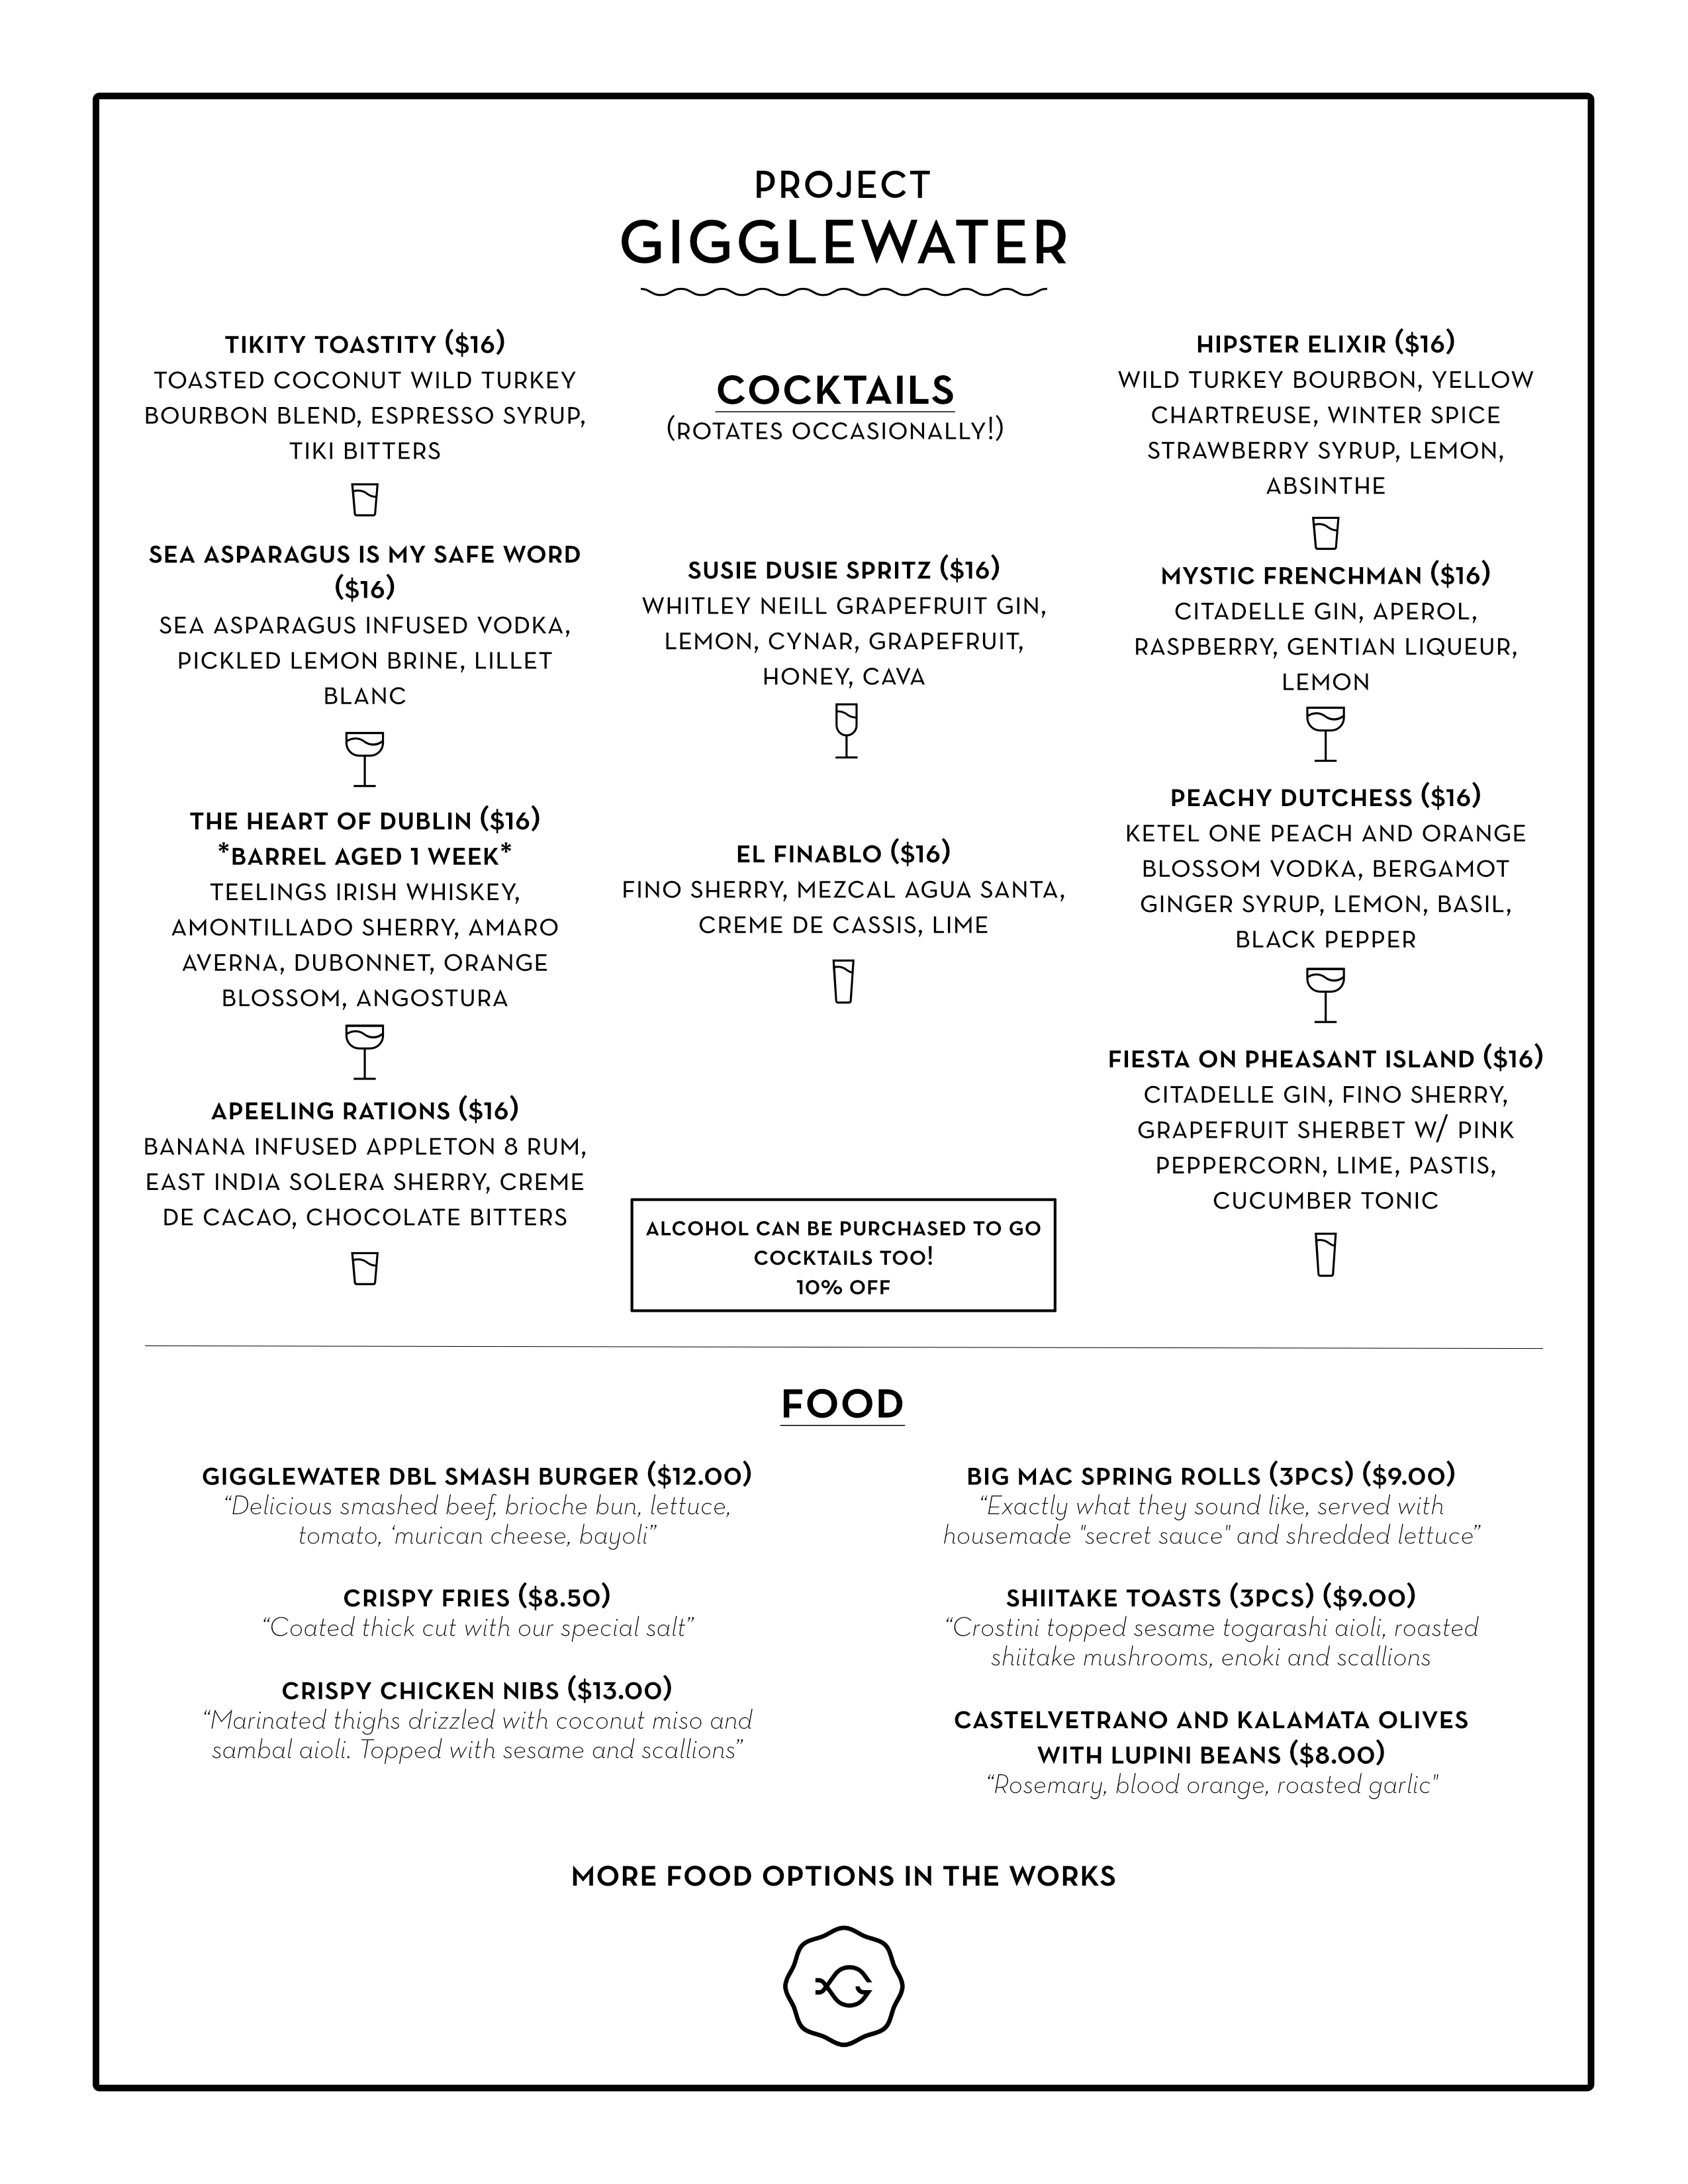 PROJECT
GIGGLEWATER
TIKITY TOASTITY ($16)
TOASTED COCONUT WILD TURKEY
BOURBON BLEND, ESPRESSO SYRUP,
TIKI BITTERS
SEA ASPARAGUS IS MY SAFE WORD
($16)
SEA ASPARAGUS INFUSED VODKA,
PICKLED LEMON BRINE, LILLET
BLANC
THE HEART OF DUBLIN ($16)
*BARREL AGED 1 WEEK*
TEELINGS IRISH WHISKEY,
AMONTILLADO SHERRY, AMARO
AVERNA, DUBONNET, ORANGE
BLOSSOM, ANGOSTURA
APEELING RATIONS ($16)
BANANA INFUSED APPLETON 8 RUM,
EAST INDIA SOLERA SHERRY, CREME
DE CACAO, CHOCOLATE BITTERS
COCKTAILS
(ROTATES OCCASIONALLY!)
SUSIE DUSIE SPRITZ ($16)
WHITLEY NEILL GRAPEFRUIT GIN,
LEMON, CYNAR, GRAPEFRUIT,
HONEY, CAVA
EL FINABLO ($16)
FINO SHERRY, MEZCAL AGUA SANTA,
CREME DE CASSIS, LIME
ALCOHOL CAN BE PURCHASED TO GO
COCKTAILS TOO!
10% OFF
HIPSTER ELIXIR ($16)
WILD TURKEY BOURBON, YELLOW
CHARTREUSE, WINTER SPICE
STRAWBERRY SYRUP, LEMON,
ABSINTHE
MYSTIC FRENCHMAN ($16)
CITADELLE GIN, APEROL,
RASPBERRY, GENTIAN LIQUEUR,
LEMON
PEACHY DUTCHESS ($16)
KETEL ONE PEACH AND ORANGE
BLOSSOM VODKA, BERGAMOT
GINGER SYRUP, LEMON, BASIL,
BLACK PEPPER
FIESTA ON PHEASANT ISLAND ($16)
CITADELLE GIN, FINO SHERRY,
GRAPEFRUIT SHERBET W/ PINK
PEPPERCORN, LIME, PASTIS,
CUCUMBER TONIC
FOOD
GIGGLEWATER DBL SMASH BURGER ($12.00)
“Delicious smashed beef, brioche bun, lettuce,
tomato, ‘murican cheese, bayoli”
CRISPY FRIES ($8.50)
“Coated thick cut with our special salt”
CRISPY CHICKEN NIBS ($13.00)
“Marinated thighs drizzled with coconut miso and
sambal aioli. Topped with sesame and scallions”
BIG MAC SPRING ROLLS (3PCS) ($9.00)
“Exactly what they sound like, served with
housemade "secret sauce" and shredded lettuce”
SHIITAKE TOASTS (3PCS) ($9.00)
“Crostini topped sesame togarashi aioli, roasted
shiitake mushrooms, enoki and scallions
CASTELVETRANO AND KALAMATA OLIVES
WITH LUPINI BEANS ($8.00)
“Rosemary, blood orange, roasted garlic"
MORE FOOD OPTIONS IN THE WORKS